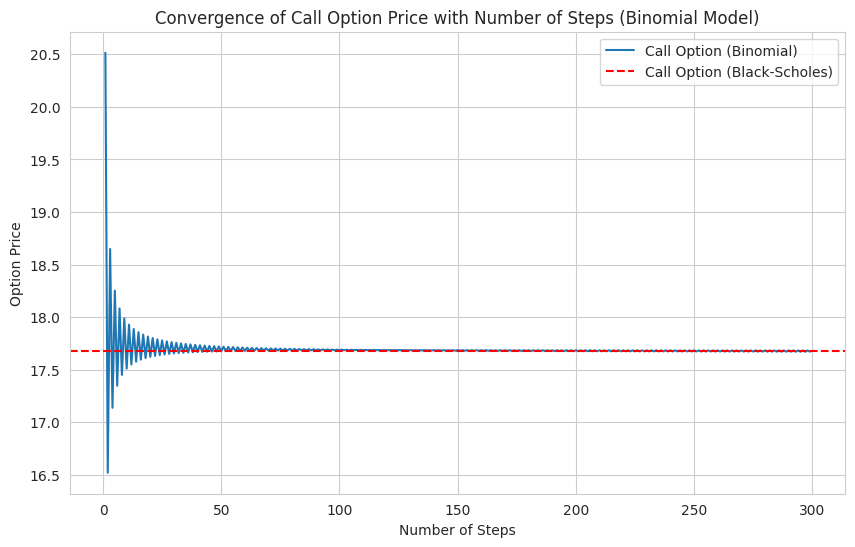 Convergence of Call Option Price with Number of Steps (Binomial Model)
Call Option (Binomial)
Call Option (Black-Scholes)
Option Price
20.5
20.0
19.5
19.0
18.5
18.0
17.5
17.0
16.5
0 50 100 150 200 250 300
Number of Steps